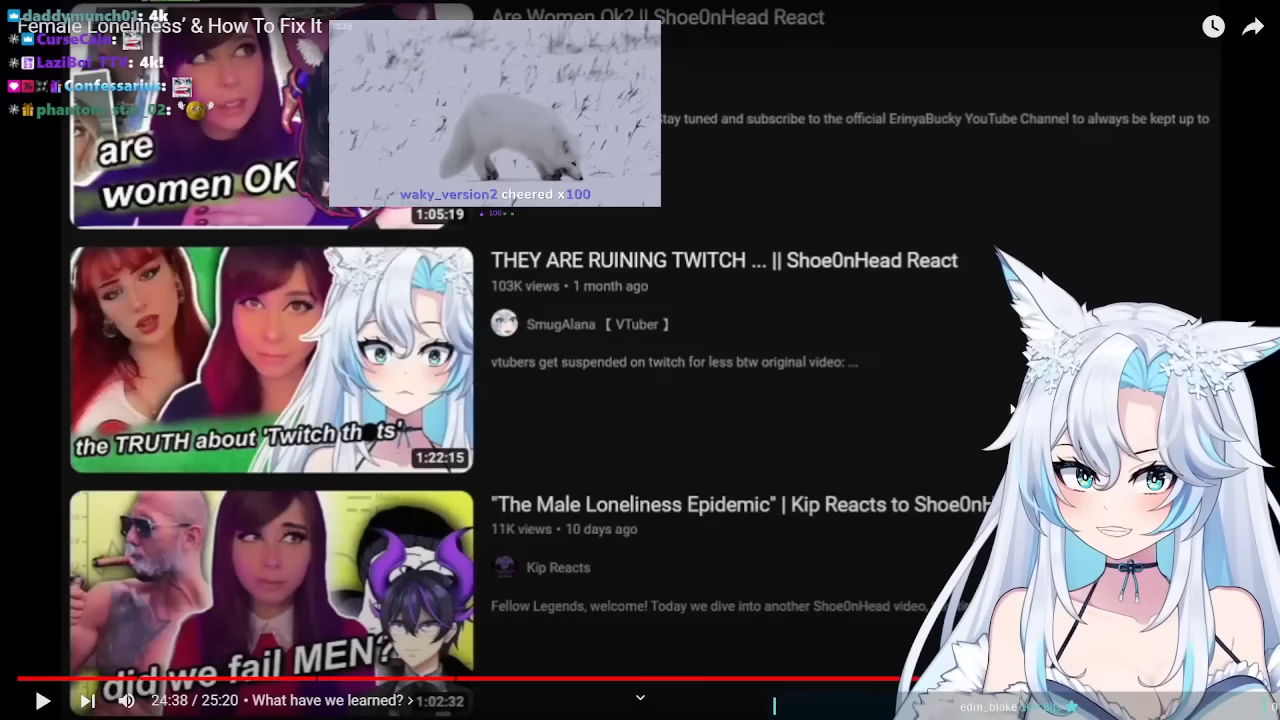 daddymunch01: 4k
Female Loneliness' & How To Fix It
CurseCain:
LaziBot_TTV: 4k!
Confessarius:
phantom_star_02:
Are Women Ok? || Shoe0nHead React
Stay tuned and subscribe to the official ErinyaBucky YouTube Channel to always be kept up to
are
women OK
1:05:19
waky_version2 cheered x100
100
THEY ARE RUINING TWITCH ... || Shoe0nHead React
103K views • 1 month ago
SmugAlana 【 VTuber 】
vtubers get suspended on twitch for less btw original video: ...
the TRUTH about 'Twitch th ts'
1:22:15
"The Male Loneliness Epidemic" | Kip Reacts to Shoe0nH
11K views • 10 days ago
Kip Reacts
Fellow Legends, welcome! Today we dive into another Shoe0nHead video,
did we fail MEN?
1:02:32
24:38 / 25:20 • What have we learned? >
edm_blake